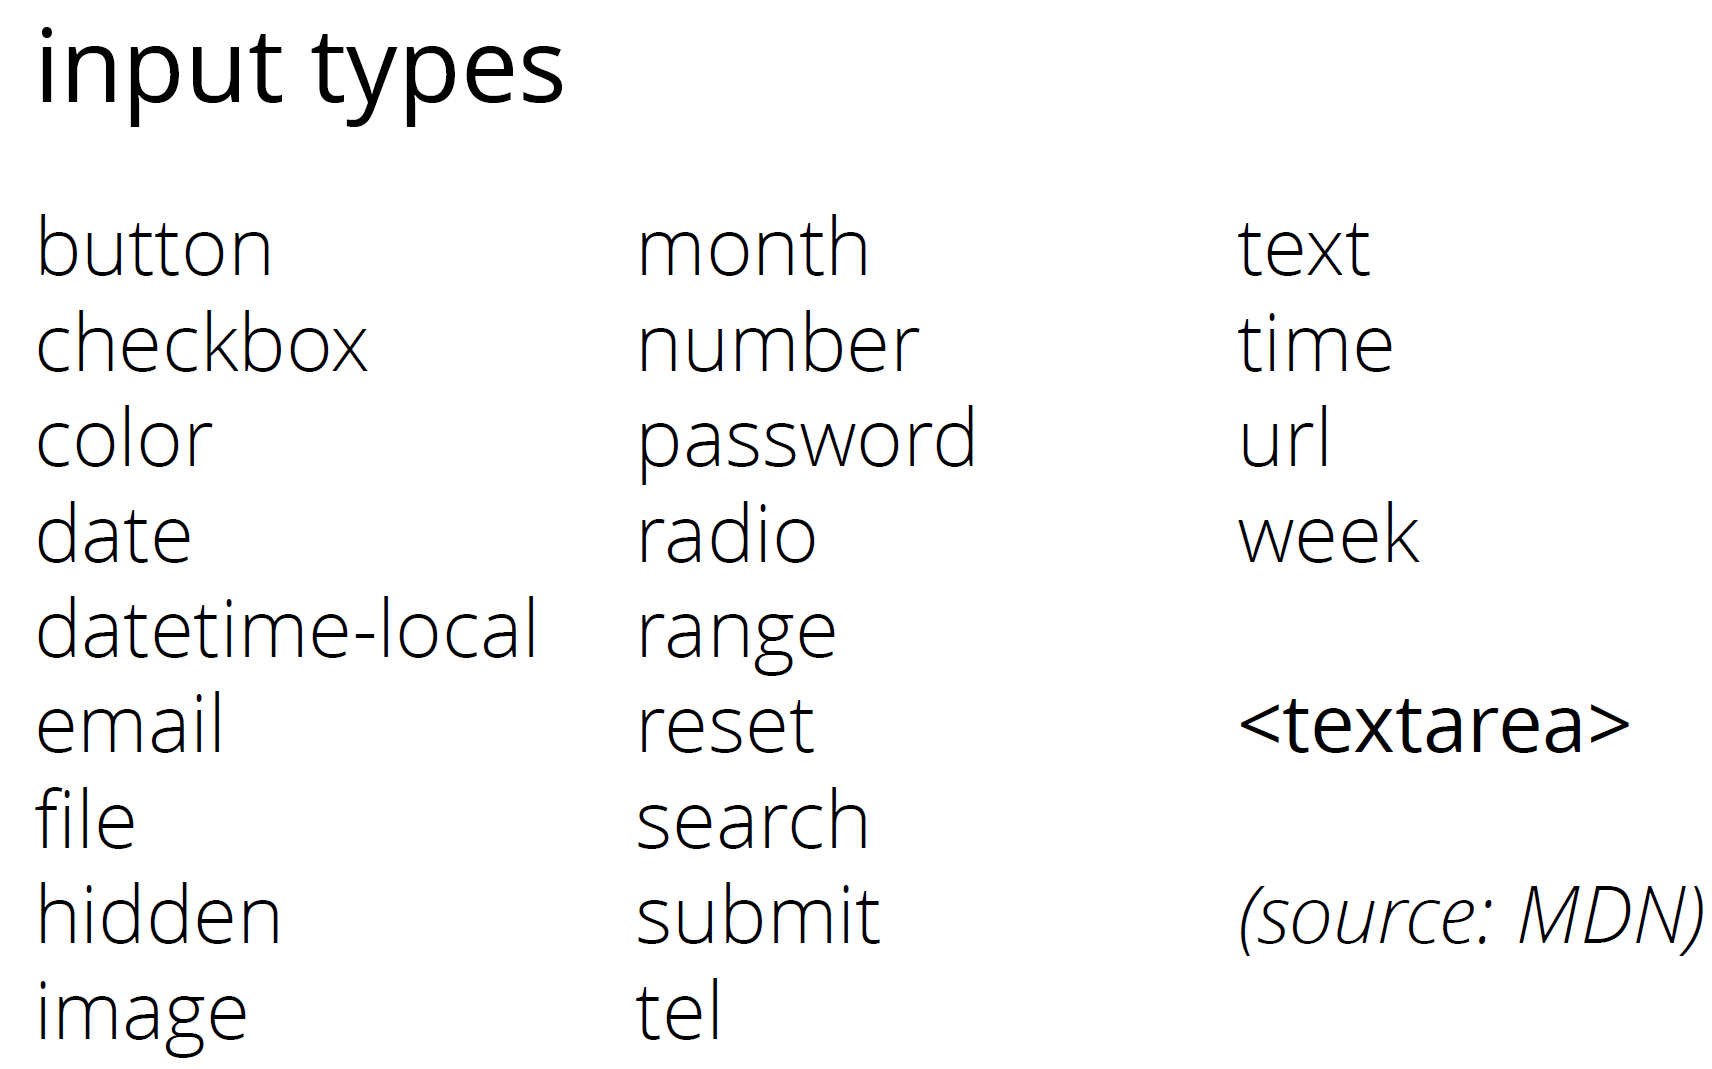 input types
button
checkbox
color
date
datetime-local
email
file
hidden
image
month
number
password
radio
range
reset
search
submit
tel
text
time
url
week
<textarea>
(source: MDN)